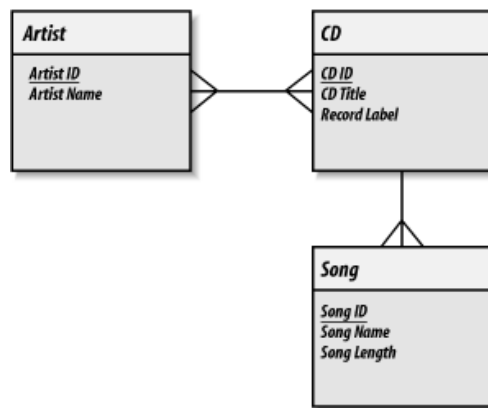 Artist
Artist ID
Artist Name
CD
CD ID
CD Title
Record Label
Song
Song ID
Song Name
Song Length